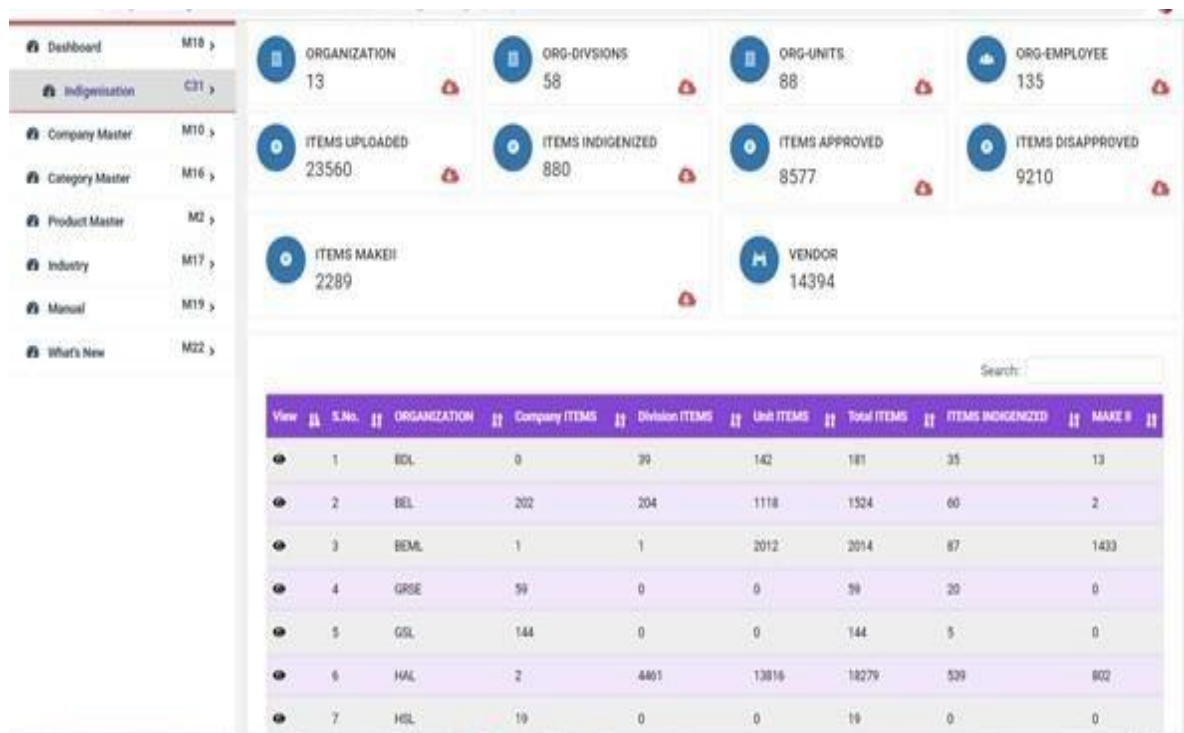 Dashboard M18
Indigenisation C31
Company Master M10
Category Master M16
Product Master M2
Industry M17
Manual M19
What's New M22
ORGANIZATION
13
ORG-DIVSIONS
58
ORG-UNITS
88
ORG-EMPLOYEE
135
ITEMS UPLOADED
23560
ITEMS INDIGENIZED
880
ITEMS APPROVED
8577
ITEMS DISAPPROVED
9210
ITEMS MAKEII
2289
VENDOR
14394
Search:
View S.No. ORGANIZATION Company ITEMS Division ITEMS Unit ITEMS Total ITEMS ITEMS INDIGENIZED MAKE II
1 BDL 0 39 142 181 35 13
2 BEL 202 204 1118 1524 60 2
3 BEML 1 1 2012 2014 87 1433
4 GRSE 59 0 0 59 20 0
5 GSL 144 0 0 144 5 0
6 HAL 2 4461 13816 18279 539 802
7 HSL 19 0 0 19 0 0